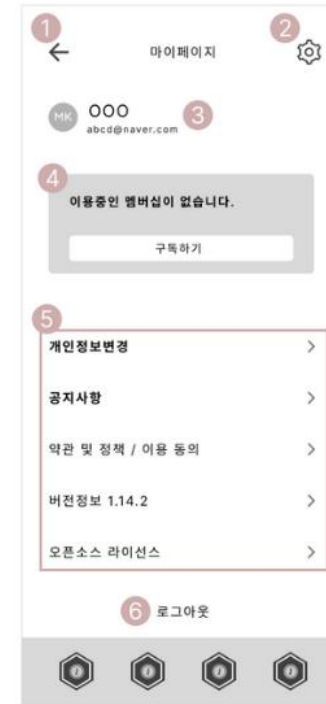 1
2
마이페이지
MK
OOO
3
abcd@naver.com
4
이용중인 멤버십이 없습니다.
구독하기
5
개인정보변경
공지사항
약관 및 정책 / 이용 동의
버전정보 1.14.2
오픈소스 라이선스
6 로그아웃